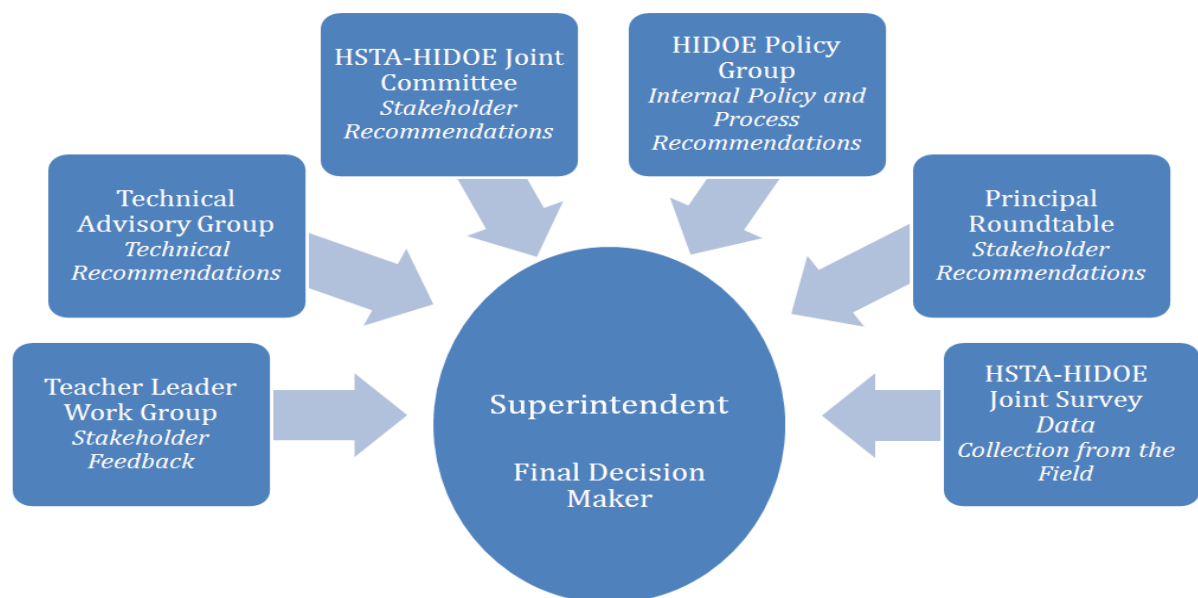 HSTA-HIDOE Joint
Committee
Stakeholder
Recommendations
HIDOE Policy
Group
Internal Policy and
Process
Recommendations
Technical
Advisory Group
Technical
Recommendations
Principal
Roundtable
Stakeholder
Recommendations
Teacher Leader
Work Group
Stakeholder
Feedback
HSTA-HIDOE
Joint Survey
Data
Collection from the
Field
Superintendent
Final Decision
Maker